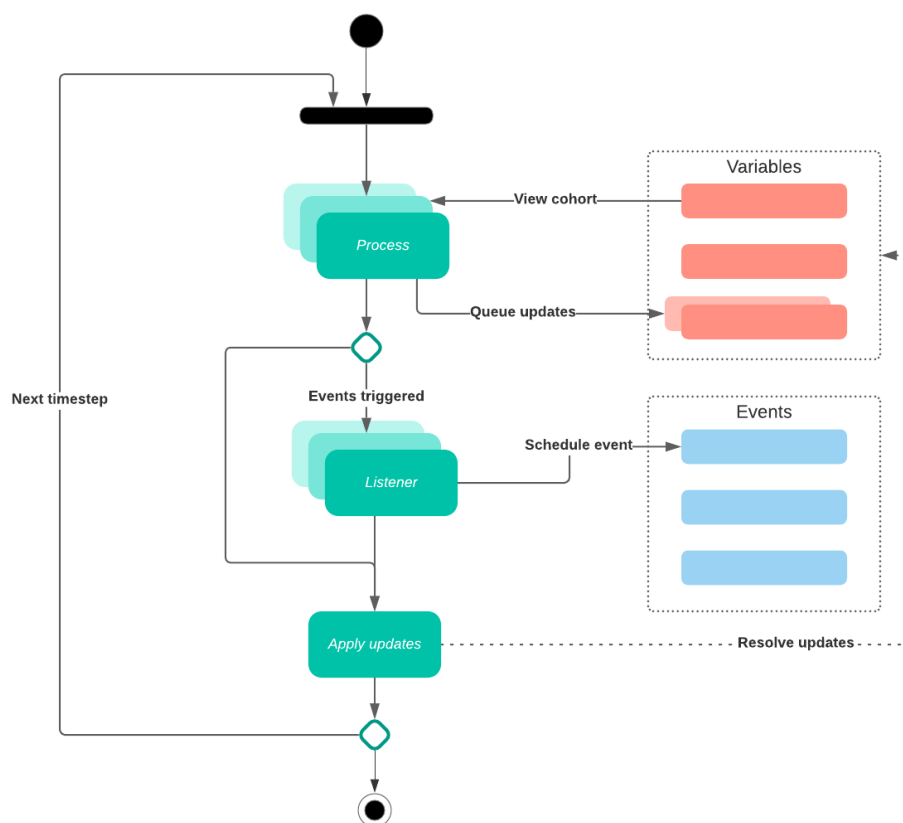 Variables
View cohort
Process
Queue updates
Next timestep
Events triggered
Events
Schedule event
Listener
Apply updates
Resolve updates